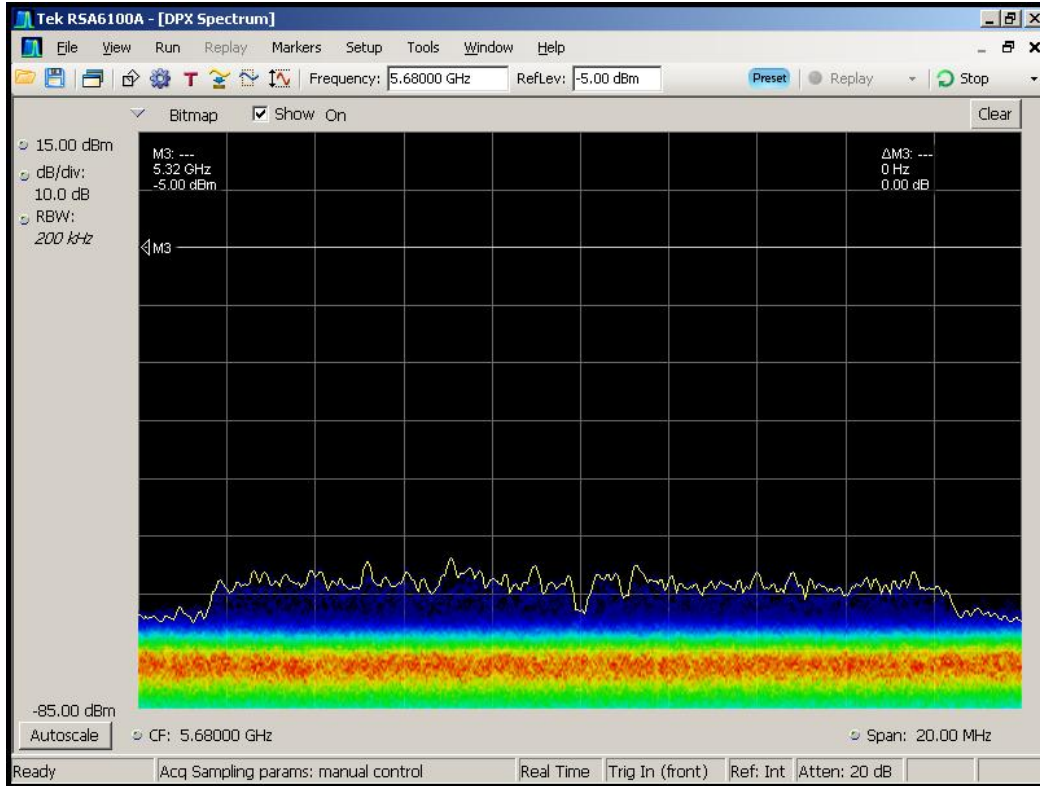 Tek RSA6100A - [DPX Spectrum]
File View Run Replay Markers Setup Tools Window Help
T Frequency: 5.68000 GHz RefLev: -5.00 dBm Preset Replay Stop
Bitmap Show On Clear
15.00 dBm
dB/div:
10.0 dB
RBW:
200 kHz
M3: ---
5.32 GHz
-5.00 dBm
ΔM3: ---
0 Hz
0.00 dB
M3
-85.00 dBm
Autoscale CF: 5.68000 GHz Span: 20.00 MHz
Ready Acq Sampling params: manual control Real Time Trig In (front) Ref: Int Atten: 20 dB